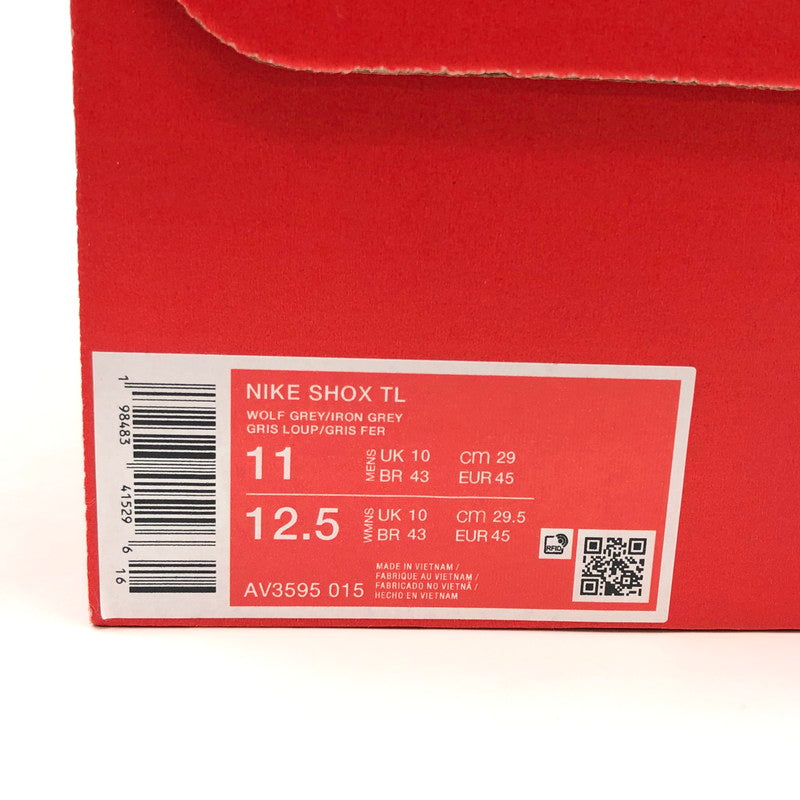 NIKE SHOX TL
WOLF GREY/IRON GREY
GRIS LOUP/GRIS FER
11 MENS UK 10 cm 29
BR 43 EUR 45
12.5 WMNS UK 10 cm 29.5
BR 43 EUR 45
AV3595 015
MADE IN VIETNAM /
FABRIQUE AU VIETNAM /
FABRICADO NO VIETNÃ /
HECHO EN VIETNAM
RFID
1 98483 41529 6 16